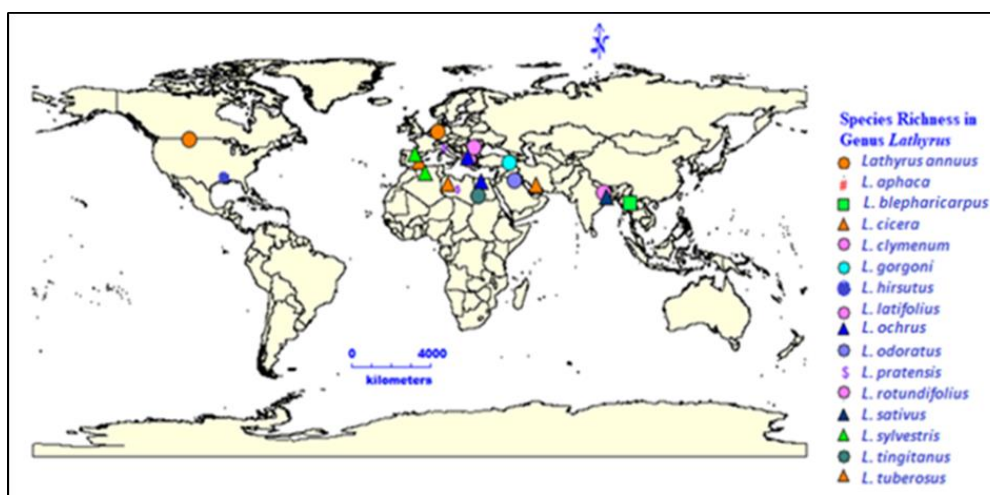 N
Species Richness in
Genus Lathyrus
Lathyrus annuus
L. aphaca
L. blepharicarpus
L. cicera
L. clymenum
L. gorgoni
L. hirsutus
L. latifolius
L. ochrus
L. odoratus
$ L. pratensis
L. rotundifolius
L. sativus
L. sylvestris
L. tingitanus
L. tuberosus
0 4000
kilometers